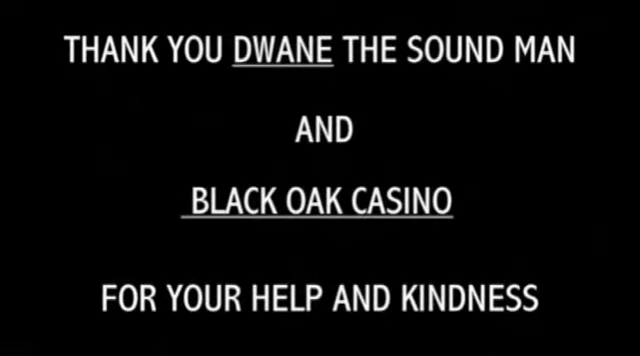 THANK YOU DWANE THE SOUND MAN
AND
BLACK OAK CASINO
FOR YOUR HELP AND KINDNESS